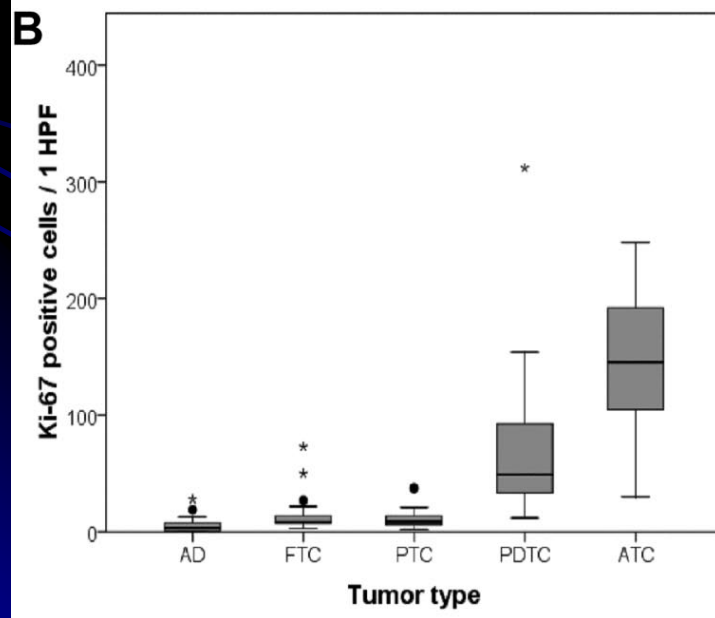 B
Ki-67 positive cells / 1 HPF
400
300
200
100
0
AD FTC PTC PDTC ATC
Tumor type